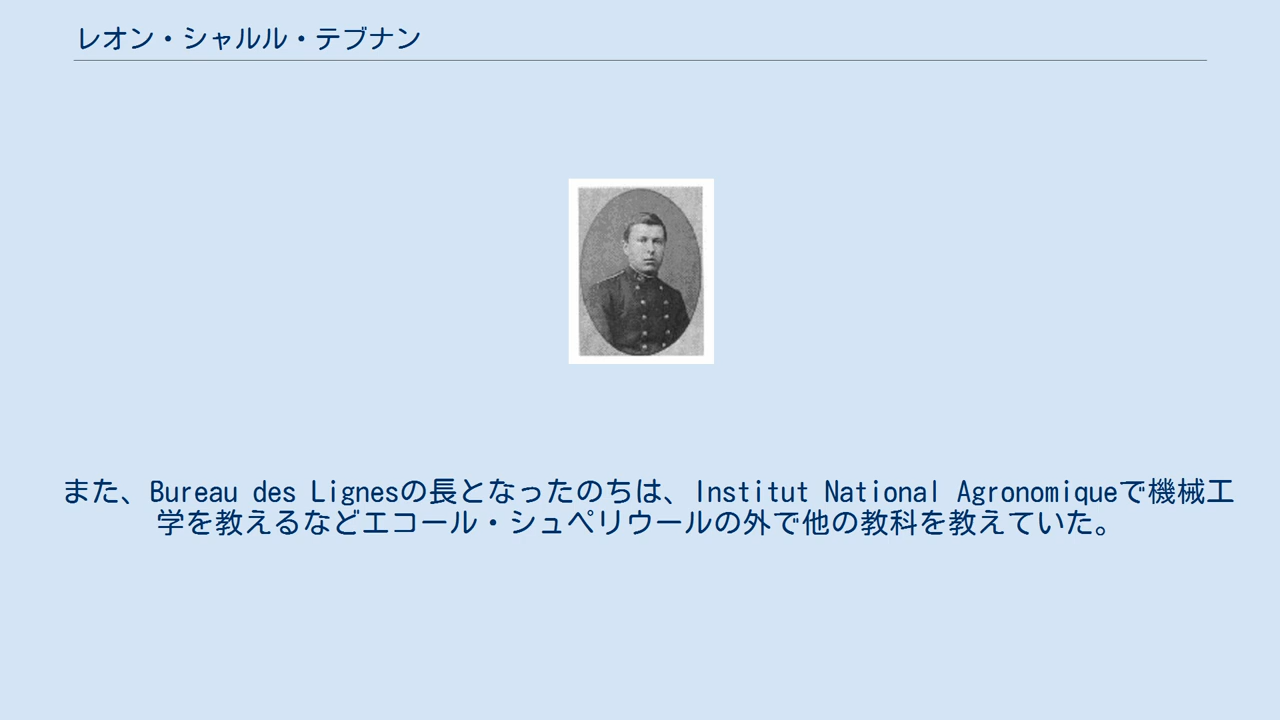 レオン・シャルル・テブナン
また、Bureau des Lignesの長となったのちは、Institut National Agronomiqueで機械工
学を教えるなどエコール・シュペリウールの外で他の教科を教えていた。